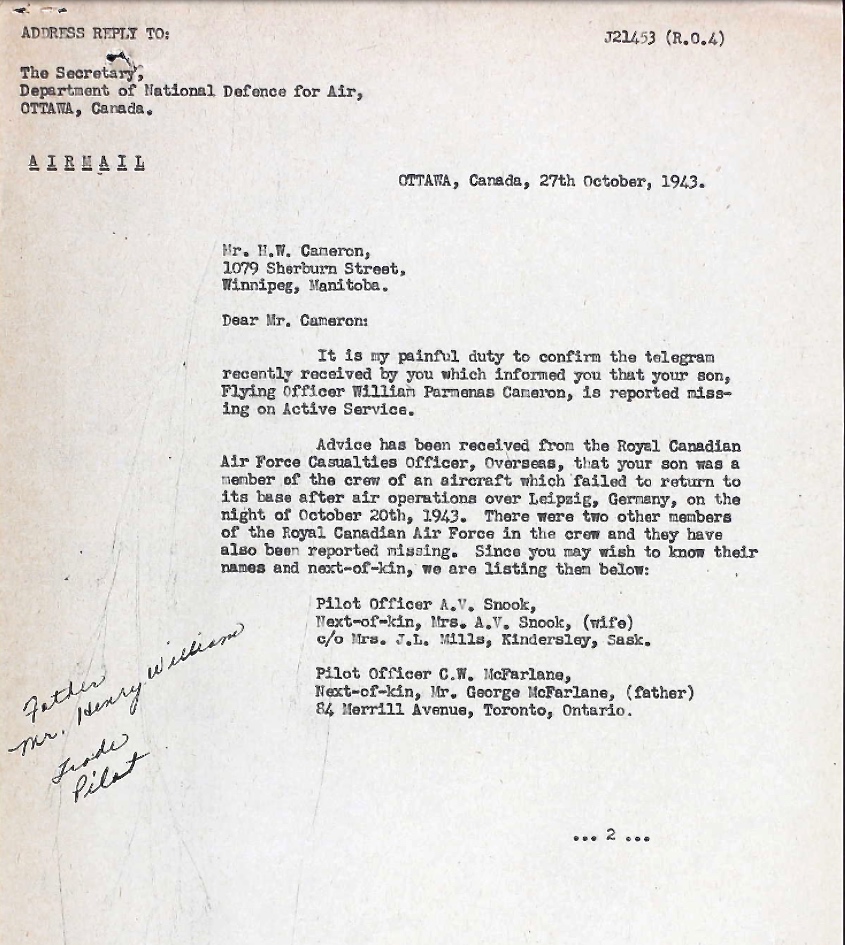 ADDRESS REPLY TO:
J21453 (R.O.4)
The Secretary,
Department of National Defence for Air,
OTTAWA, Canada.
A I R M A I L
OTTAWA, Canada, 27th October, 1943.
Mr. H.W. Cameron,
1079 Sherburn Street,
Winnipeg, Manitoba.
Dear Mr. Cameron:
It is my painful duty to confirm the telegram
recently received by you which informed you that your son,
Flying Officer William Parmenas Cameron, is reported miss-
ing on Active Service.
Advice has been received from the Royal Canadian
Air Force Casualties Officer, Overseas, that your son was a
member of the crew of an aircraft which failed to return to
its base after air operations over Leipzig, Germany, on the
night of October 20th, 1943. There were two other members
of the Royal Canadian Air Force in the crew and they have
also been reported missing. Since you may wish to know their
names and next-of-kin, we are listing them below:
Pilot Officer A.V. Snook,
Next-of-kin, Mrs. A.V. Snook, (wife)
c/o Mrs. J.L. Mills, Kindersley, Sask.
Pilot Officer C.W. McFarlane,
Next-of-kin, Mr. George McFarlane, (father)
84 Merrill Avenue, Toronto, Ontario.
Father
Mr. Henry William
Trade
Pilot
... 2 ...